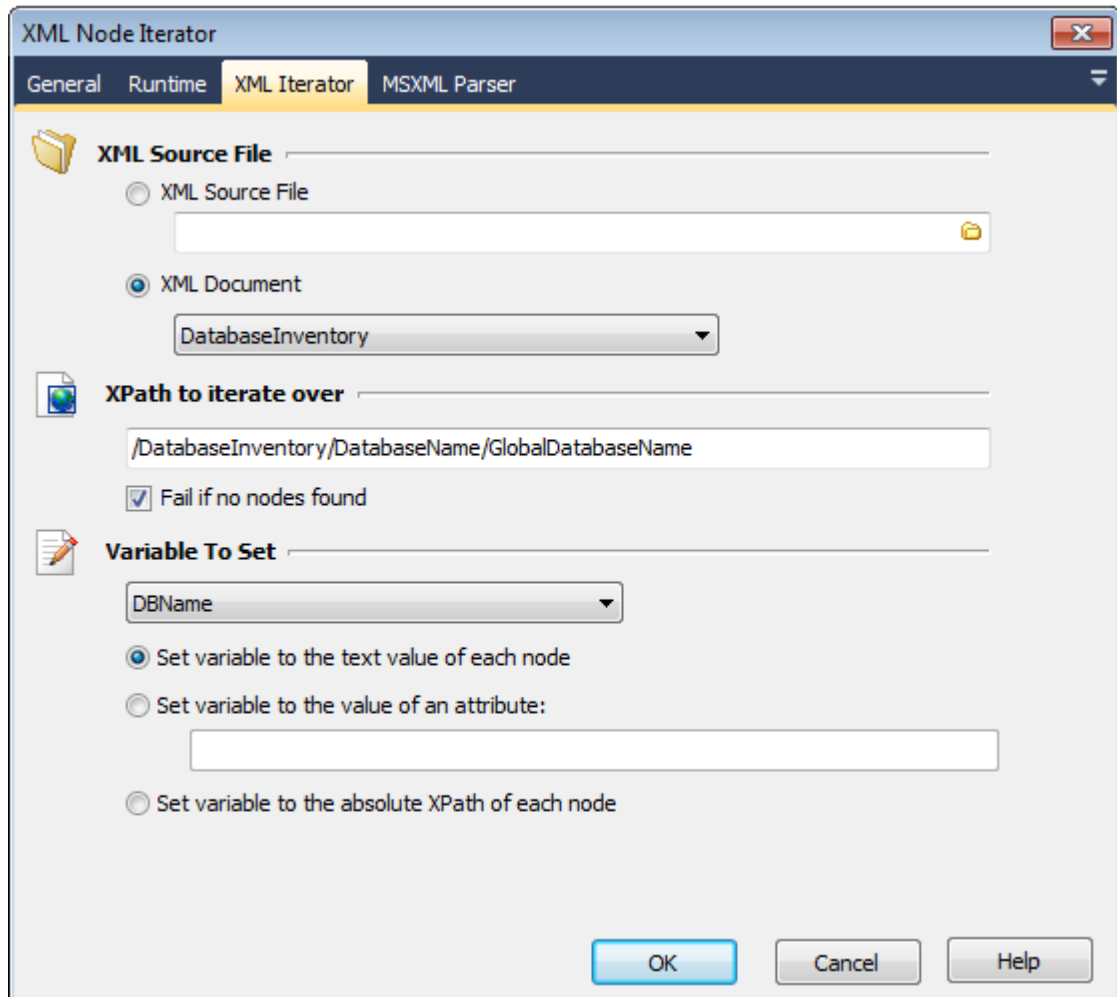 XML Node Iterator
General Runtime XML Iterator MSXML Parser
XML Source File
XML Source File
XML Document
DatabaseInventory
XPath to iterate over
/DatabaseInventory/DatabaseName/GlobalDatabaseName
Fail if no nodes found
Variable To Set
DBName
Set variable to the text value of each node
Set variable to the value of an attribute:
Set variable to the absolute XPath of each node
OK Cancel Help